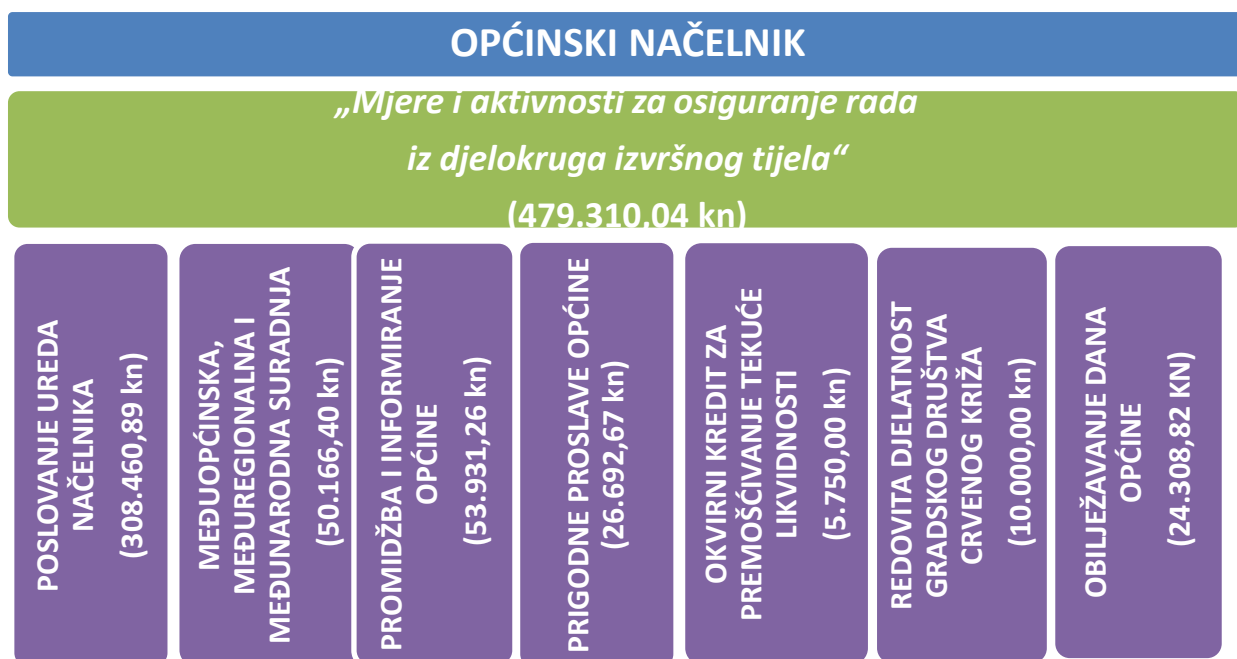 OPĆINSKI NAČELNIK
„Mjere i aktivnosti za osiguranje rada
iz djelokruga izvršnog tijela“
(479.310,04 kn)
POSLOVANJE UREDA
NAČELNIKA
(308.460,89 kn)
MEĐUOPĆINSKA,
MEĐUREGIONALNA I
MEĐUNARODNA SURADNJA
(50.166,40 kn)
PROMIDŽBA I INFORMIRANJE
OPĆINE
(53.931,26 kn)
PRIGODNE PROSLAVE OPĆINE
(26.692,67 kn)
OKVIRNI KREDIT ZA
PREMOŠĆIVANJE TEKUĆE
LIKVIDNOSTI
(5.750,00 kn)
REDOVITA DJELATNOST
GRADSKOG DRUŠTVA
CRVENOG KRIŽA
(10.000,00 kn)
OBILJEŽAVANJE DANA
OPĆINE
(24.308,82 KN)